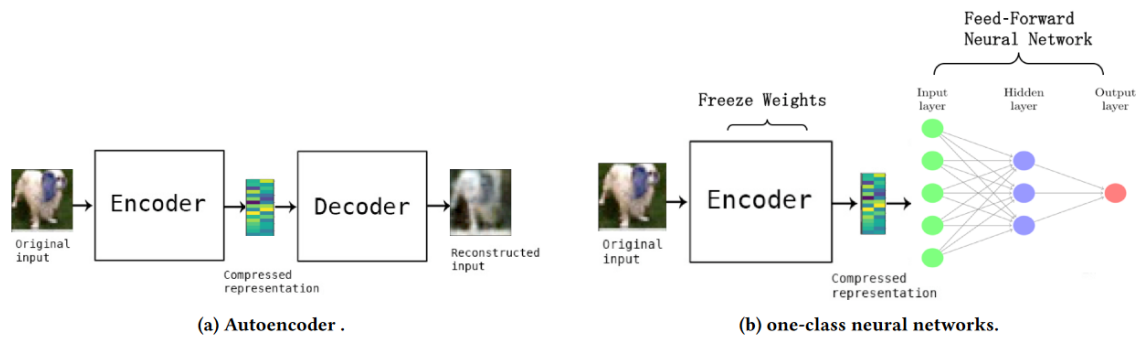 Original
input
Encoder
Compressed
representation
Decoder
Reconstructed
input
(a) Autoencoder .
Feed-Forward
Neural Network
Freeze Weights
Input
layer
Hidden
layer
Output
layer
Original
input
Encoder
Compressed
representation
(b) one-class neural networks.